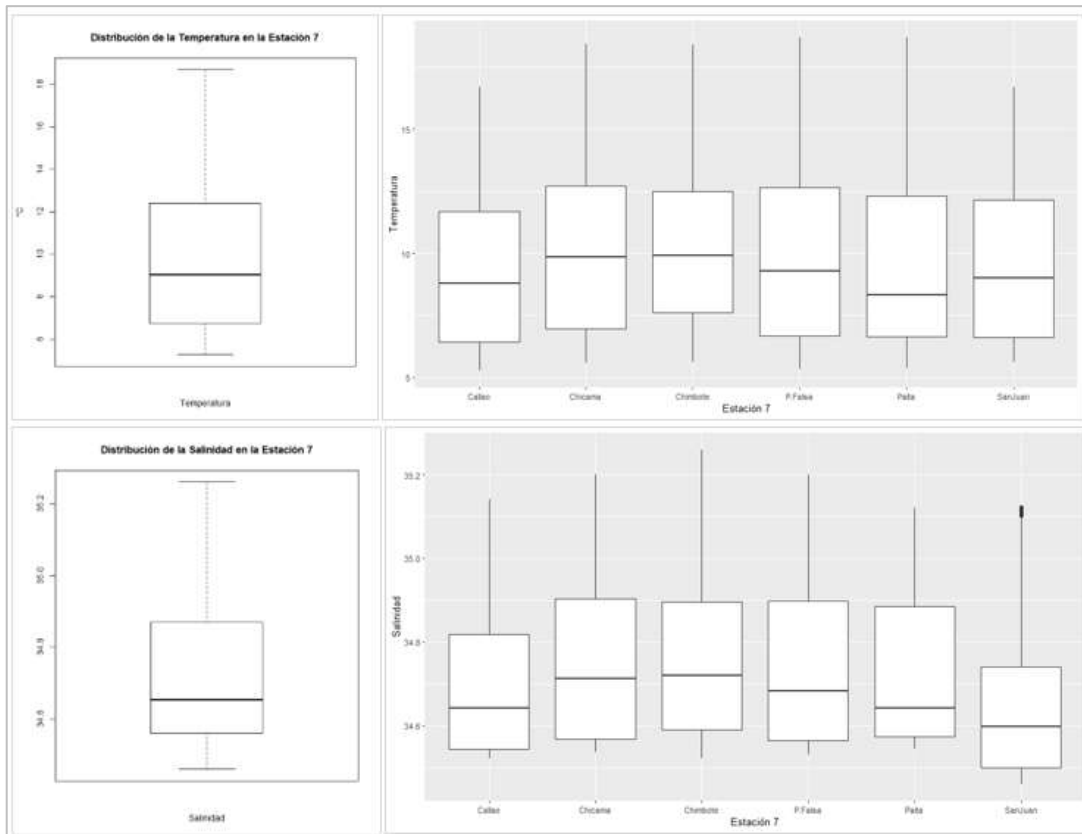 Distribución de la Temperatura en la Estación 7
18
16
14
12
10
8
6
°C
Temperatura
15
10
5
Temperatura
Callao
Chicama
Chimbote
P.Falsa
Paita
SanJuan
Estación 7
Distribución de la Salinidad en la Estación 7
35.2
35.0
34.8
34.6
Salinidad
35.2
35.0
34.8
34.6
Salinidad
Callao
Chicama
Chimbote
P.Falsa
Paita
SanJuan
Estación 7